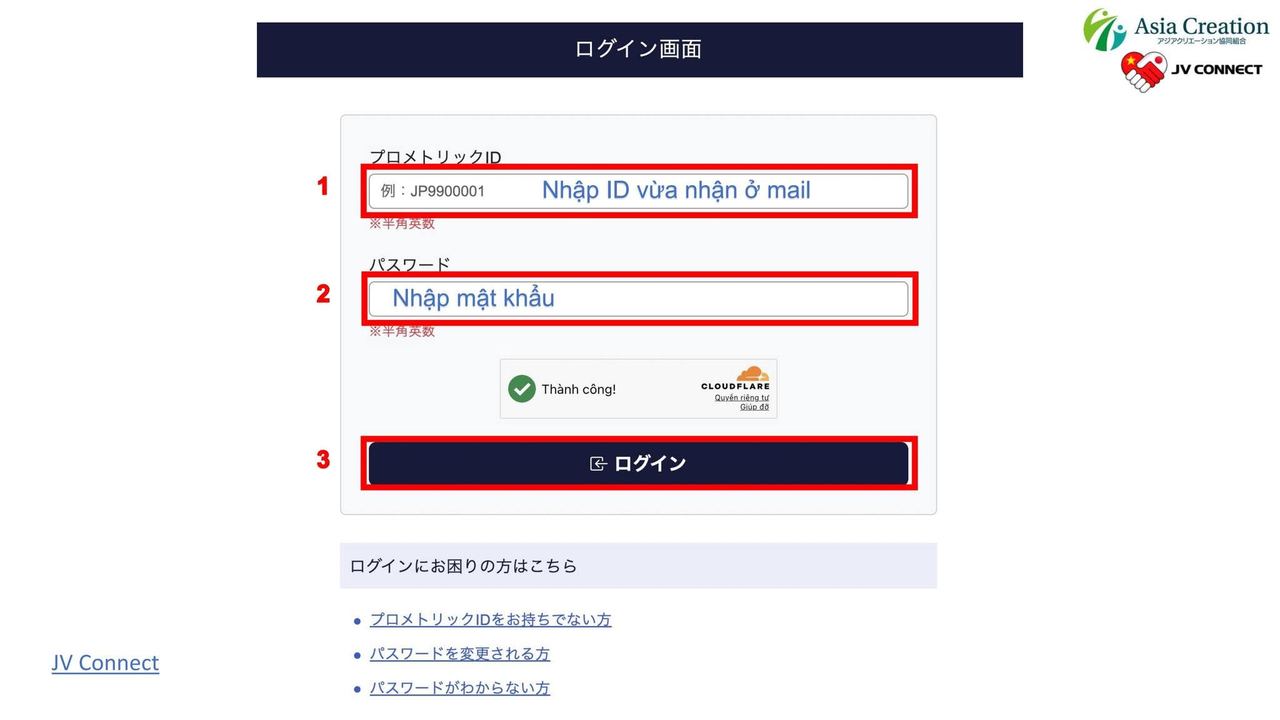 ログイン画面
Asia Creation
アジアクリエーション協同組合
JV CONNECT
プロメトリックID
1
例：JP9900001
Nhập ID vừa nhận ở mail
※半角英数
パスワード
2
Nhập mật khẩu
※半角英数
Thành công!
CLOUDFLARE
Quyền riêng tư
Giúp đỡ
3
ログイン
ログインにお困りの方はこちら
• プロメトリックIDをお持ちでない方
• パスワードを変更される方
• パスワードがわからない方
JV Connect